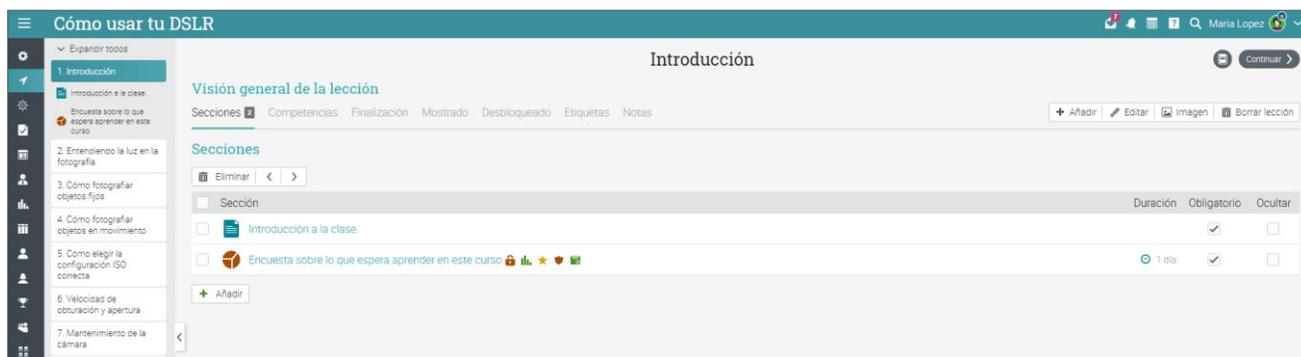 Cómo usar tu DSLR
7
Maria Lopez
Expandir todos
1. Introducción
Introducción a la clase.
Encuesta sobre lo que
espera aprender en este
curso
2. Entendiendo la luz en la
fotografía
3. Cómo fotografiar
objetos fijos
4. Cómo fotografiar
objetos en movimiento
5. Cómo elegir la
configuración ISO
correcta
6. Velocidad de
obturación y apertura
7. Mantenimiento de la
cámara
Introducción
Continuar
Visión general de la lección
Secciones 2 Competencias Finalización Mostrado Desbloqueado Etiquetas Notas
+ Añadir Editar Imagen Borrar lección
Secciones
Eliminar < >
Sección Duración Obligatorio Ocultar
Introducción a la clase.
Encuesta sobre lo que espera aprender en este curso 1 día
+ Añadir